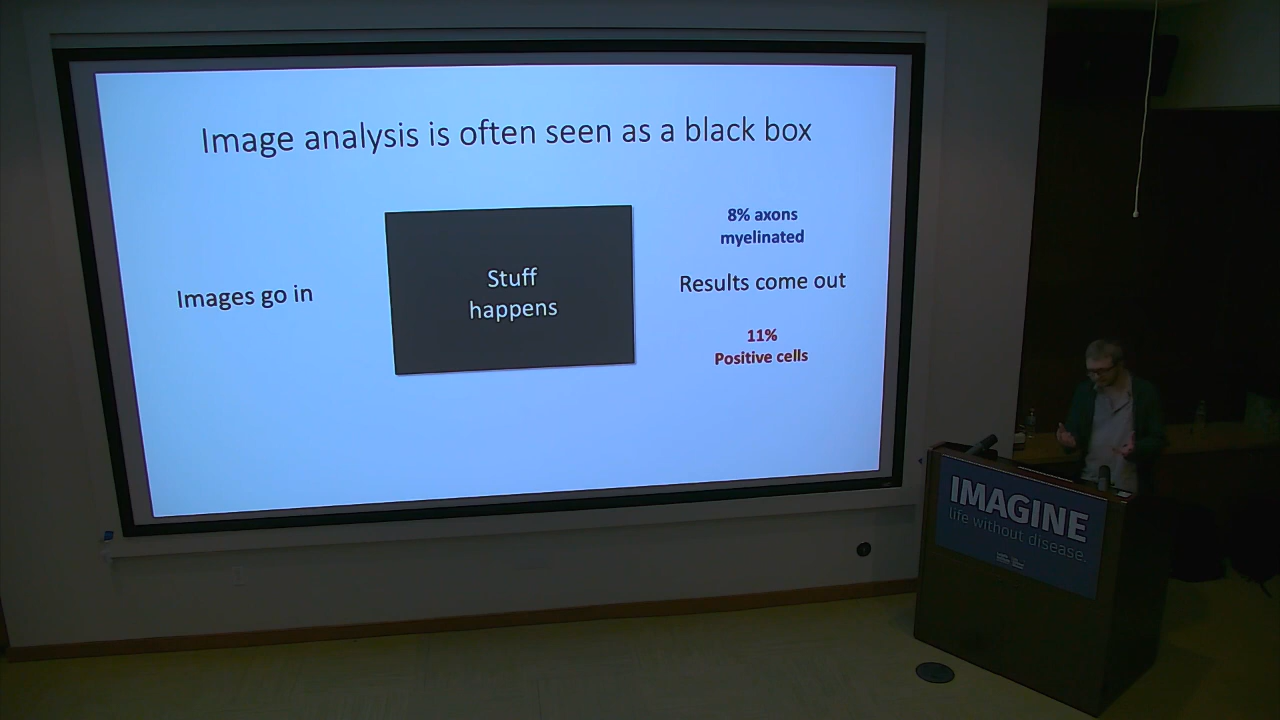 Image analysis is often seen as a black box
Images go in
Stuff
happens
8% axons
myelinated
Results come out
11%
Positive cells
IMAGINE
life without disease.